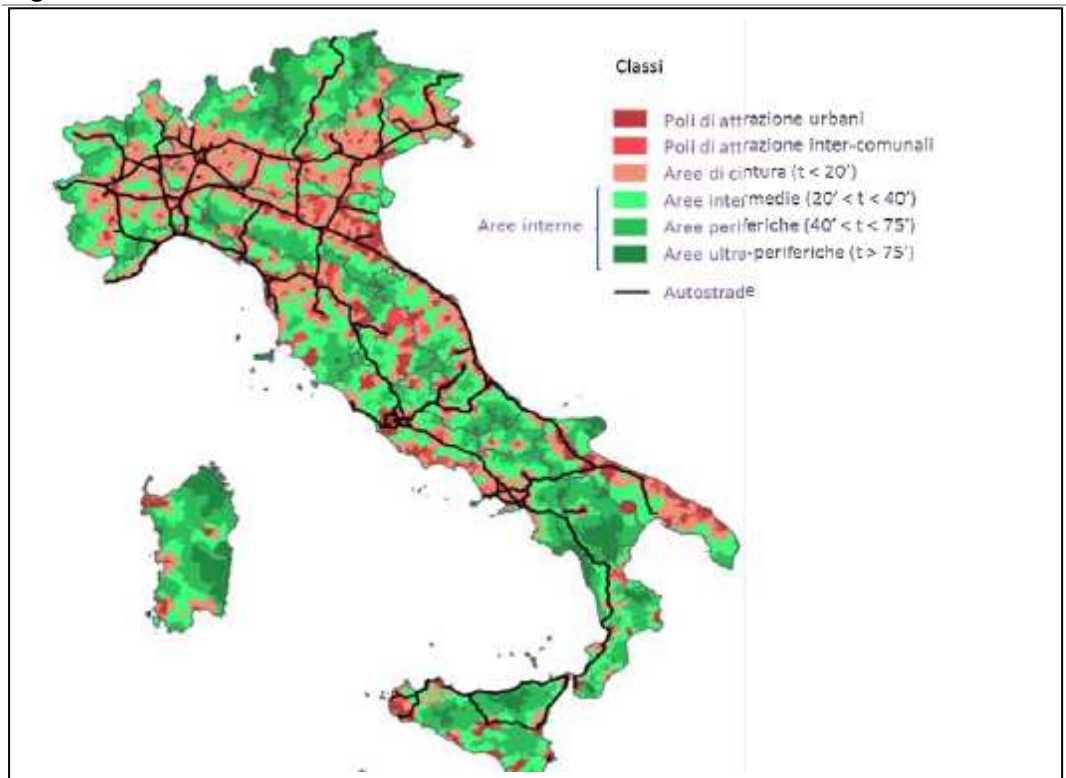 Classi
Poli di attrazione urbani
Poli di attrazione inter-comunali
Aree di cintura (t < 20')
Aree intermedie (20' < t < 40')
Aree interne
Aree periferiche (40' < t < 75')
Aree ultra-periferiche (t > 75')
Autostrade